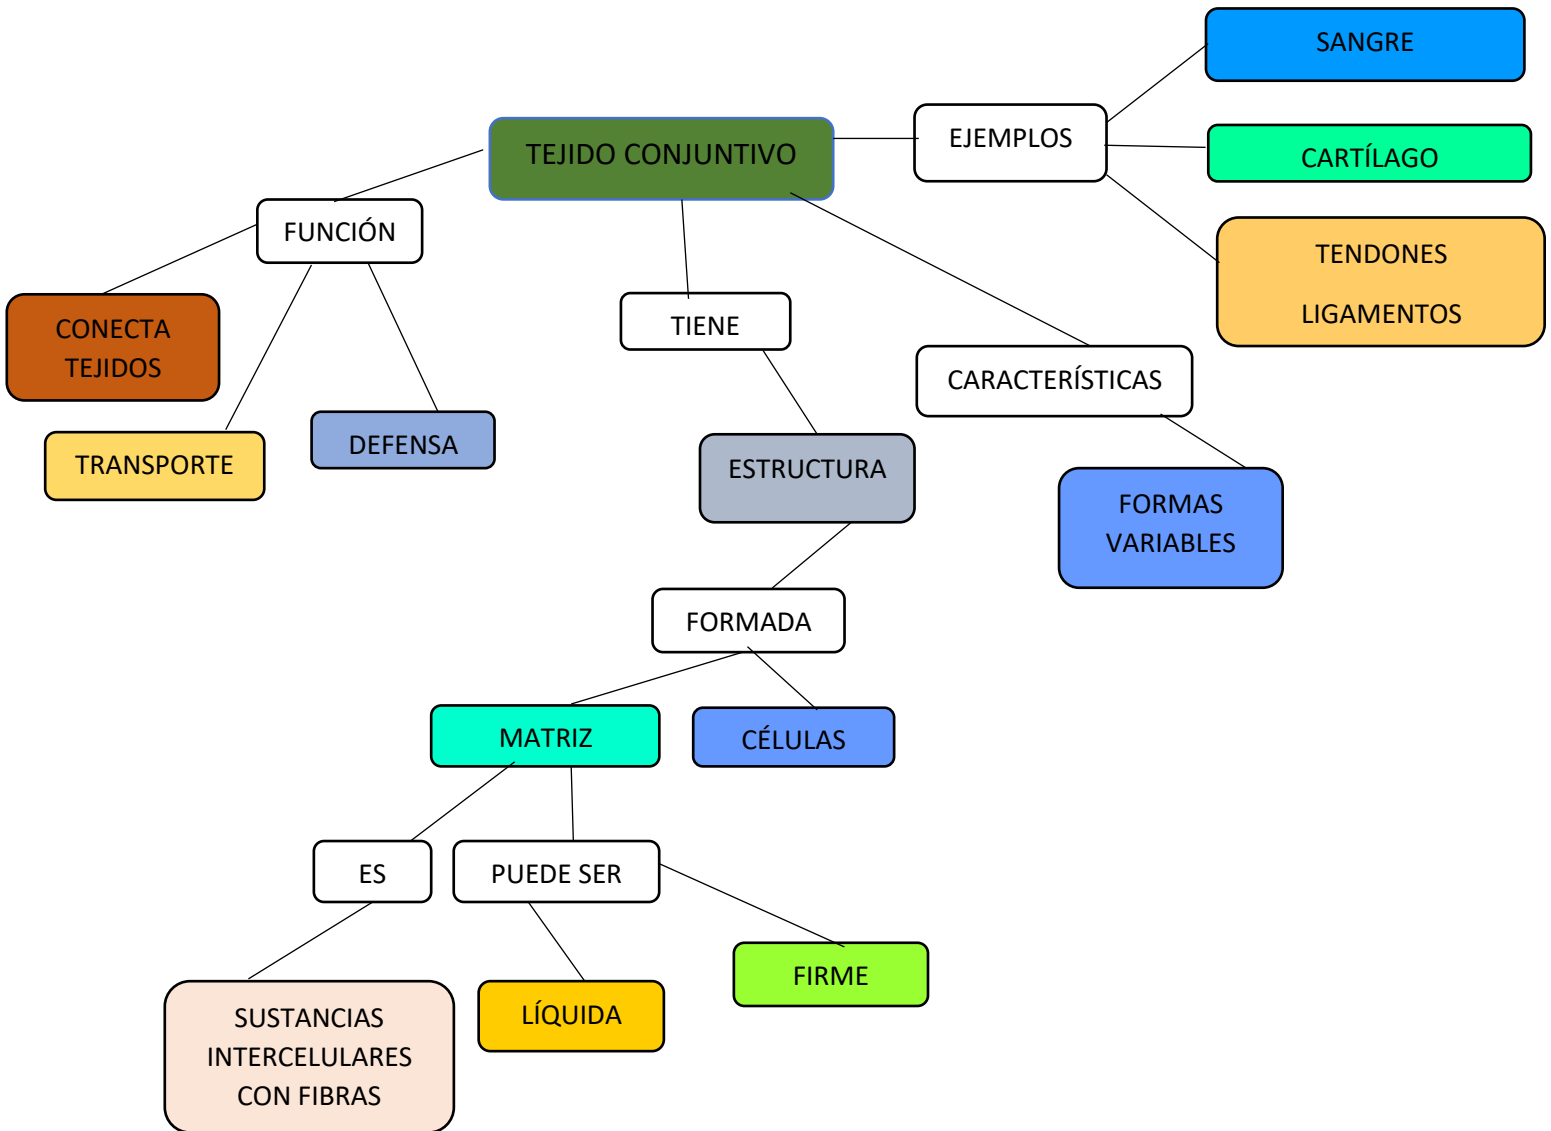 SANGRE
EJEMPLOS
TEJIDO CONJUNTIVO
CARTÍLAGO
FUNCIÓN
TENDONES
LIGAMENTOS
CONECTA
TEJIDOS
TIENE
CARACTERÍSTICAS
TRANSPORTE
DEFENSA
ESTRUCTURA
FORMAS
VARIABLES
FORMADA
MATRIZ
CÉLULAS
ES
PUEDE SER
FIRME
SUSTANCIAS
INTERCELULARES
CON FIBRAS
LÍQUIDA